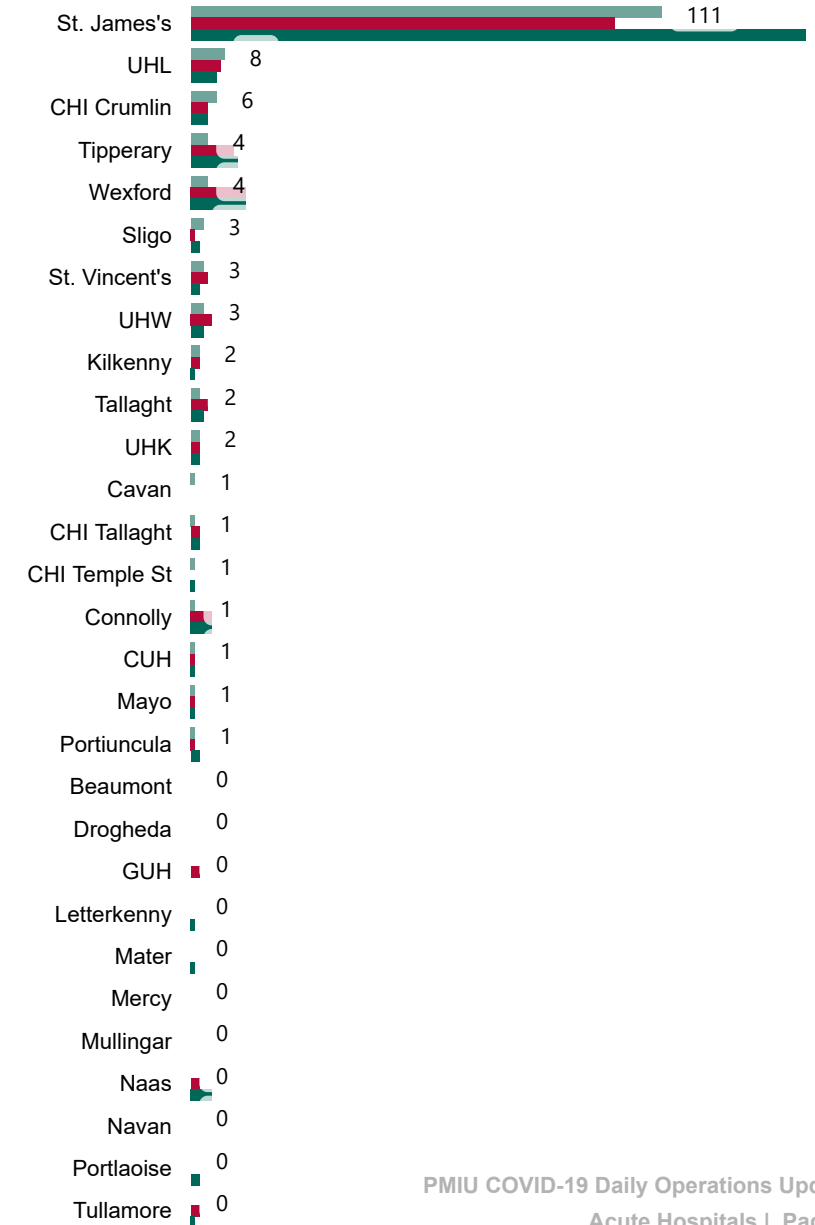 St. James's 111
UHL 8
CHI Crumlin 6
Tipperary 4
Wexford 4
Sligo 3
St. Vincent's 3
UHW 3
Kilkenny 2
Tallaght 2
UHK 2
Cavan 1
CHI Tallaght 1
CHI Temple St 1
Connolly 1
CUH 1
Mayo 1
Portiuncula 1
Beaumont 0
Drogheda 0
GUH 0
Letterkenny 0
Mater 0
Mercy 0
Mullingar 0
Naas 0
Navan 0
Portlaoise 0
Tullamore 0
PMIU COVID-19 Daily Operations Upd
Acute Hospitals | Pag